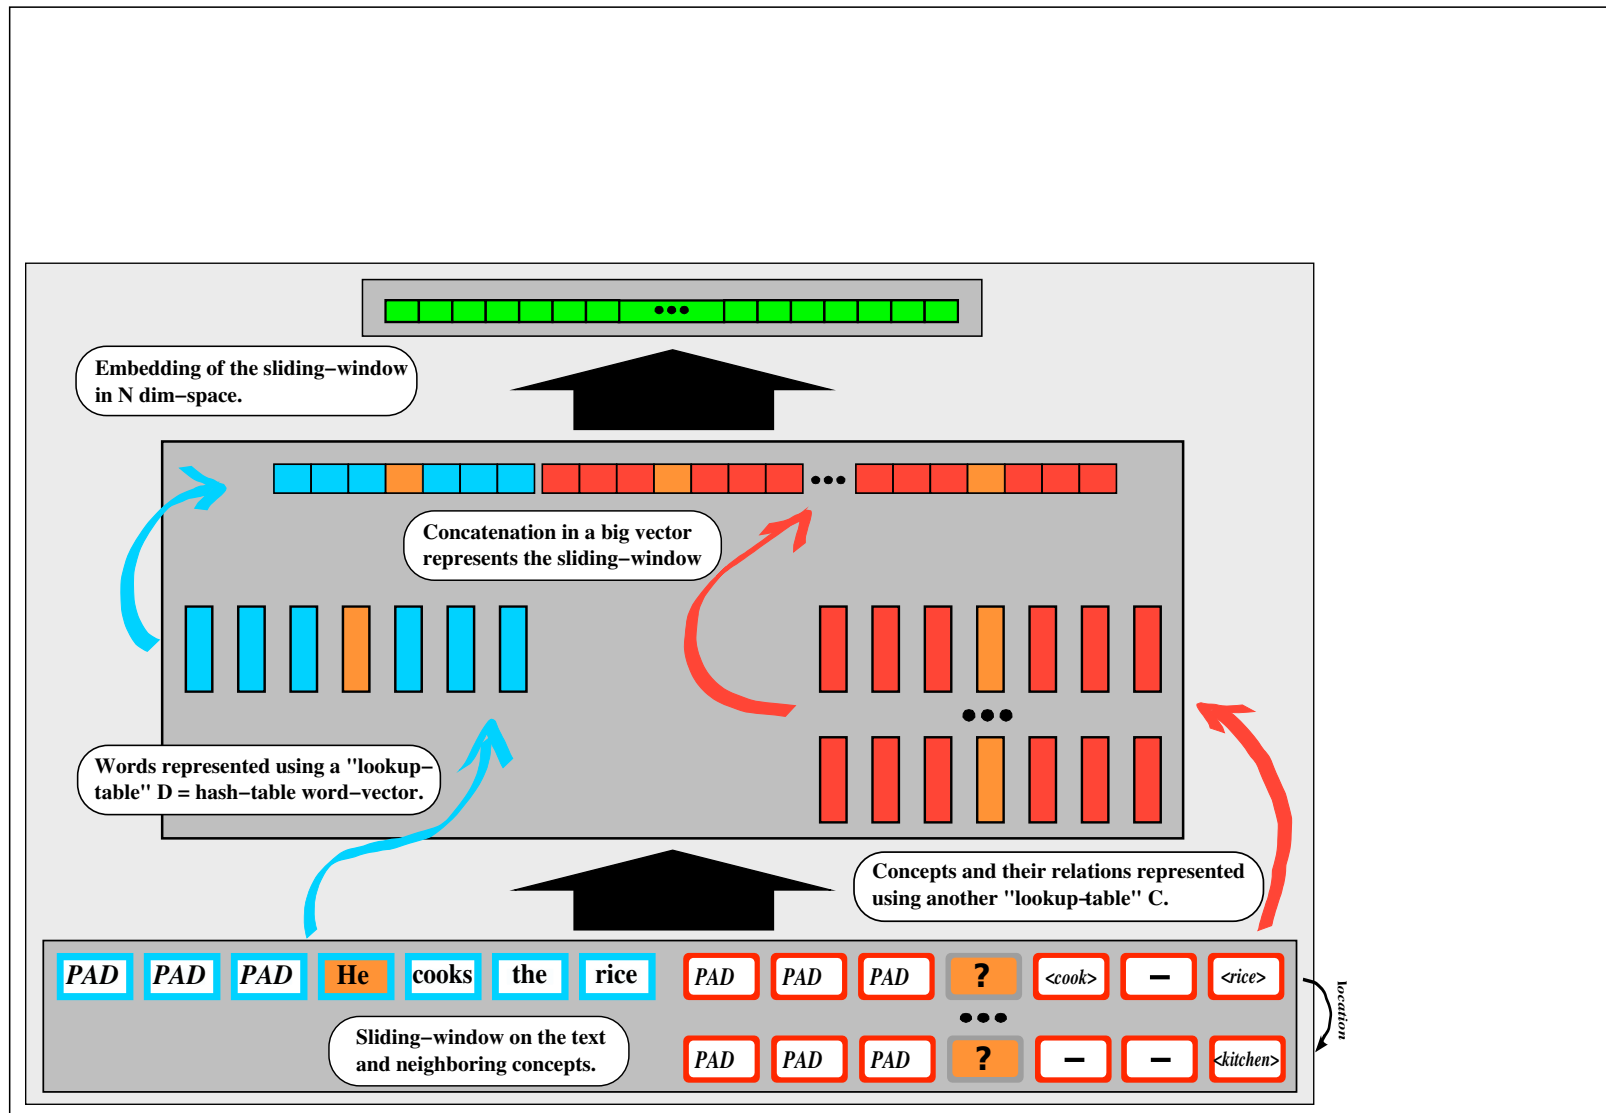 Embedding of the sliding−window
in N dim−space.
Concatenation in a big vector
represents the sliding−window
Words represented using a "lookup−
table" D = hash−table word−vector.
Concepts and their relations represented
using another "lookup-table" C.
PAD PAD PAD He cooks the rice PAD PAD PAD ? <cook> − <rice>
location
Sliding−window on the text
and neighboring concepts.
PAD PAD PAD ? − − <kitchen>